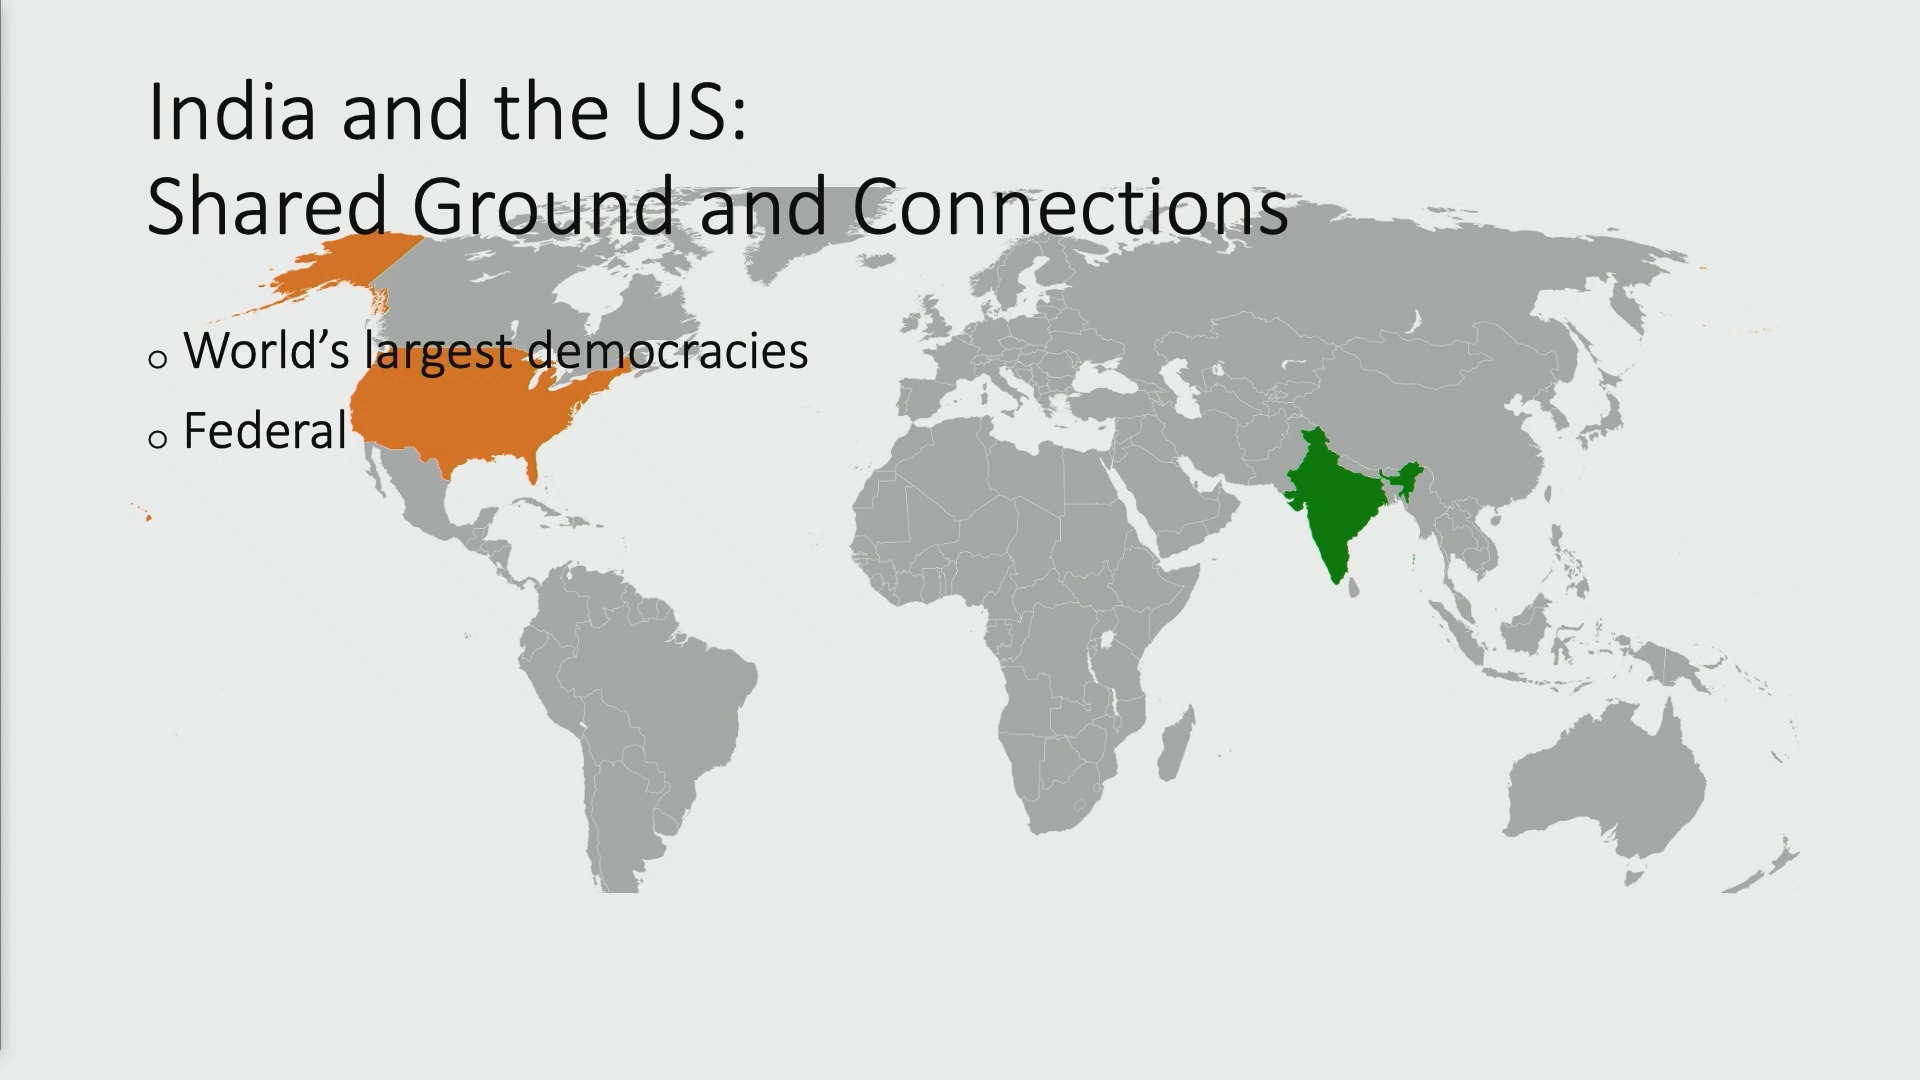 India and the US:
Shared Ground and Connections
○ World’s largest democracies
○ Federal